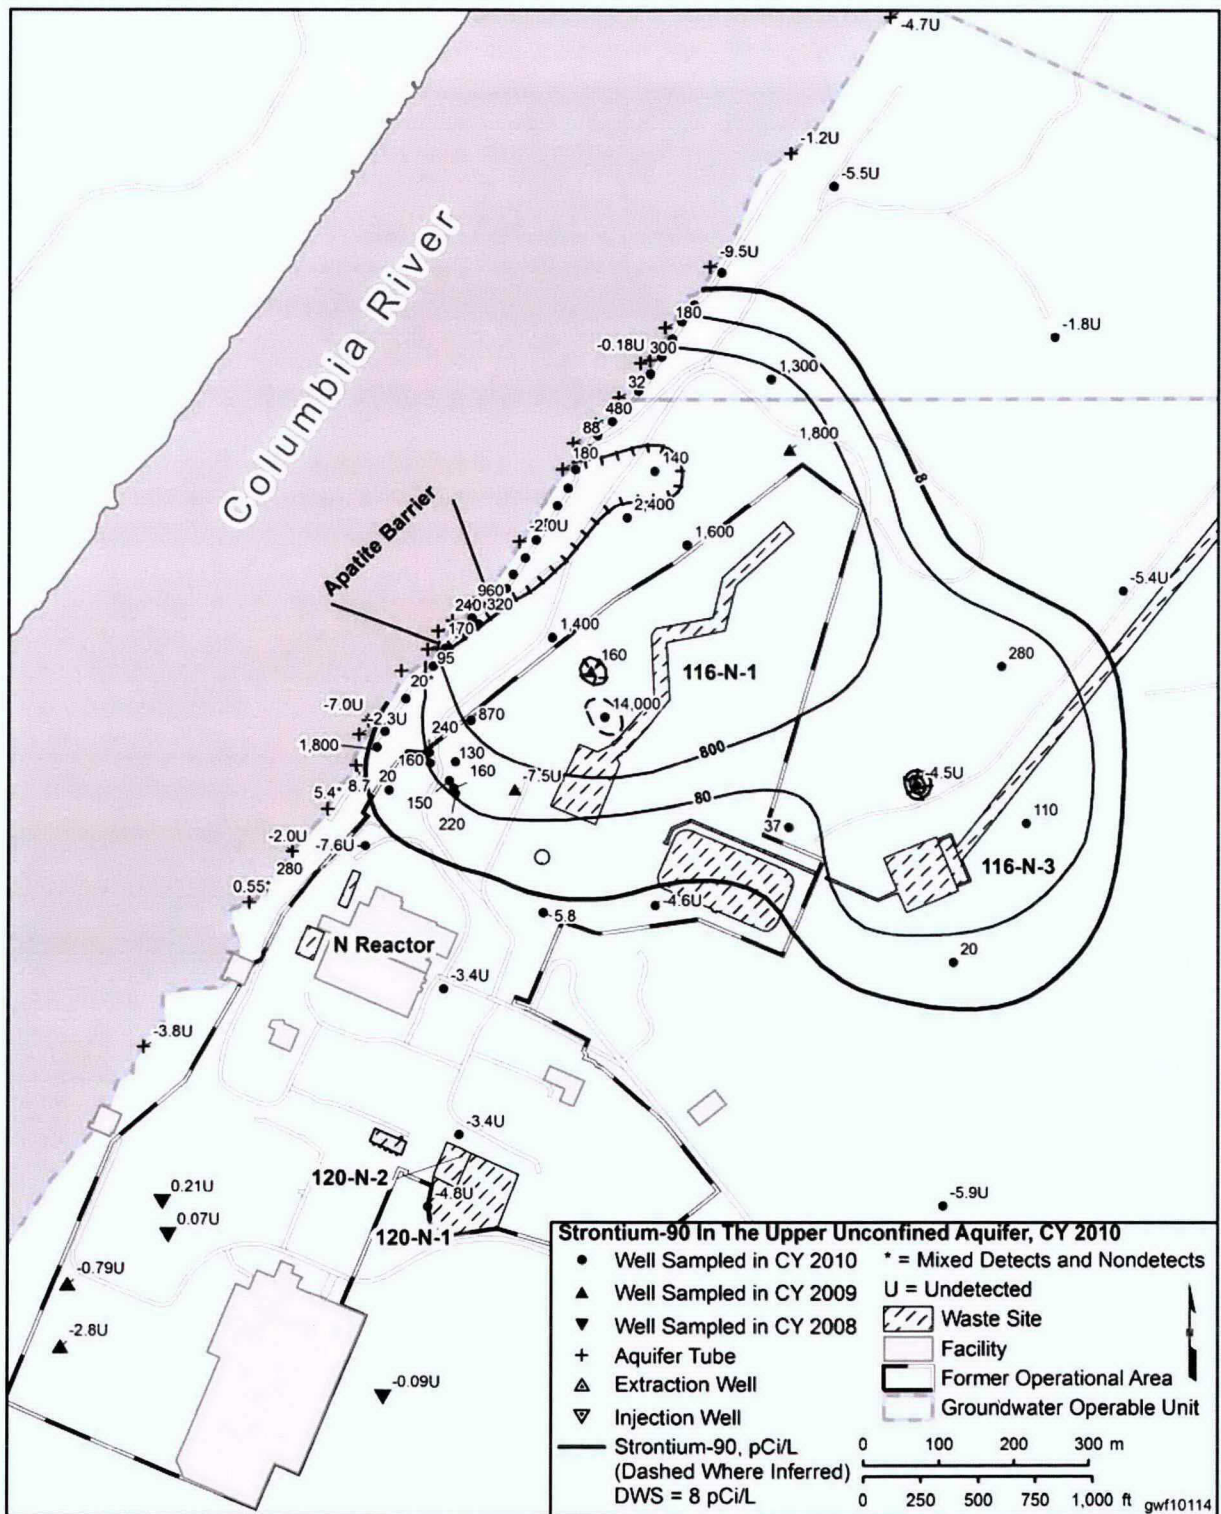 -4.7U
-1.2U
-5.5U
-9.5U
180
-1.8U
-0.18U
300
1,300
32
480
88
1,800
180
140
8
Columbia River
Apatite Barrier
2,400
-2.0U
1,600
960
-5.4U
240
320
170
1,400
95
160
280
116-N-1
20*
14,000
-7.0U
-2.3U
870
1,800
240
800
160
130
-7.5U
-4.5U
8.7
20
160
80
5.4*
150
220
37
110
-2.0U
-7.6U
280
116-N-3
0.55*
-4.6U
5.8
N Reactor
20
-3.4U
-3.8U
-3.4U
120-N-2
0.21U
-4.8U
-5.9U
0.07U
120-N-1
-0.79U
-2.8U
-0.09U
Strontium-90 In The Upper Unconfined Aquifer, CY 2010
Well Sampled in CY 2010
* = Mixed Detects and Nondetects
Well Sampled in CY 2009
U = Undetected
Well Sampled in CY 2008
Waste Site
Aquifer Tube
Facility
Extraction Well
Former Operational Area
Injection Well
Groundwater Operable Unit
Strontium-90, pCi/L
(Dashed Where Inferred)
DWS = 8 pCi/L
0 100 200 300 m
0 250 500 750 1,000 ft
gwf10114